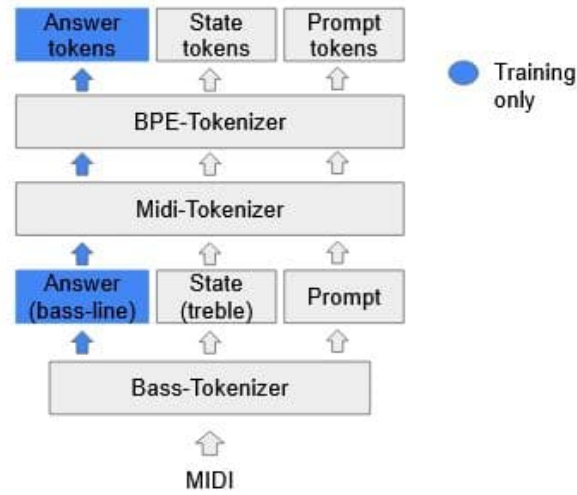 Answer
tokens
State
tokens
Prompt
tokens
Training
only
BPE-Tokenizer
Midi-Tokenizer
Answer
(bass-line)
State
(treble)
Prompt
Bass-Tokenizer
MIDI